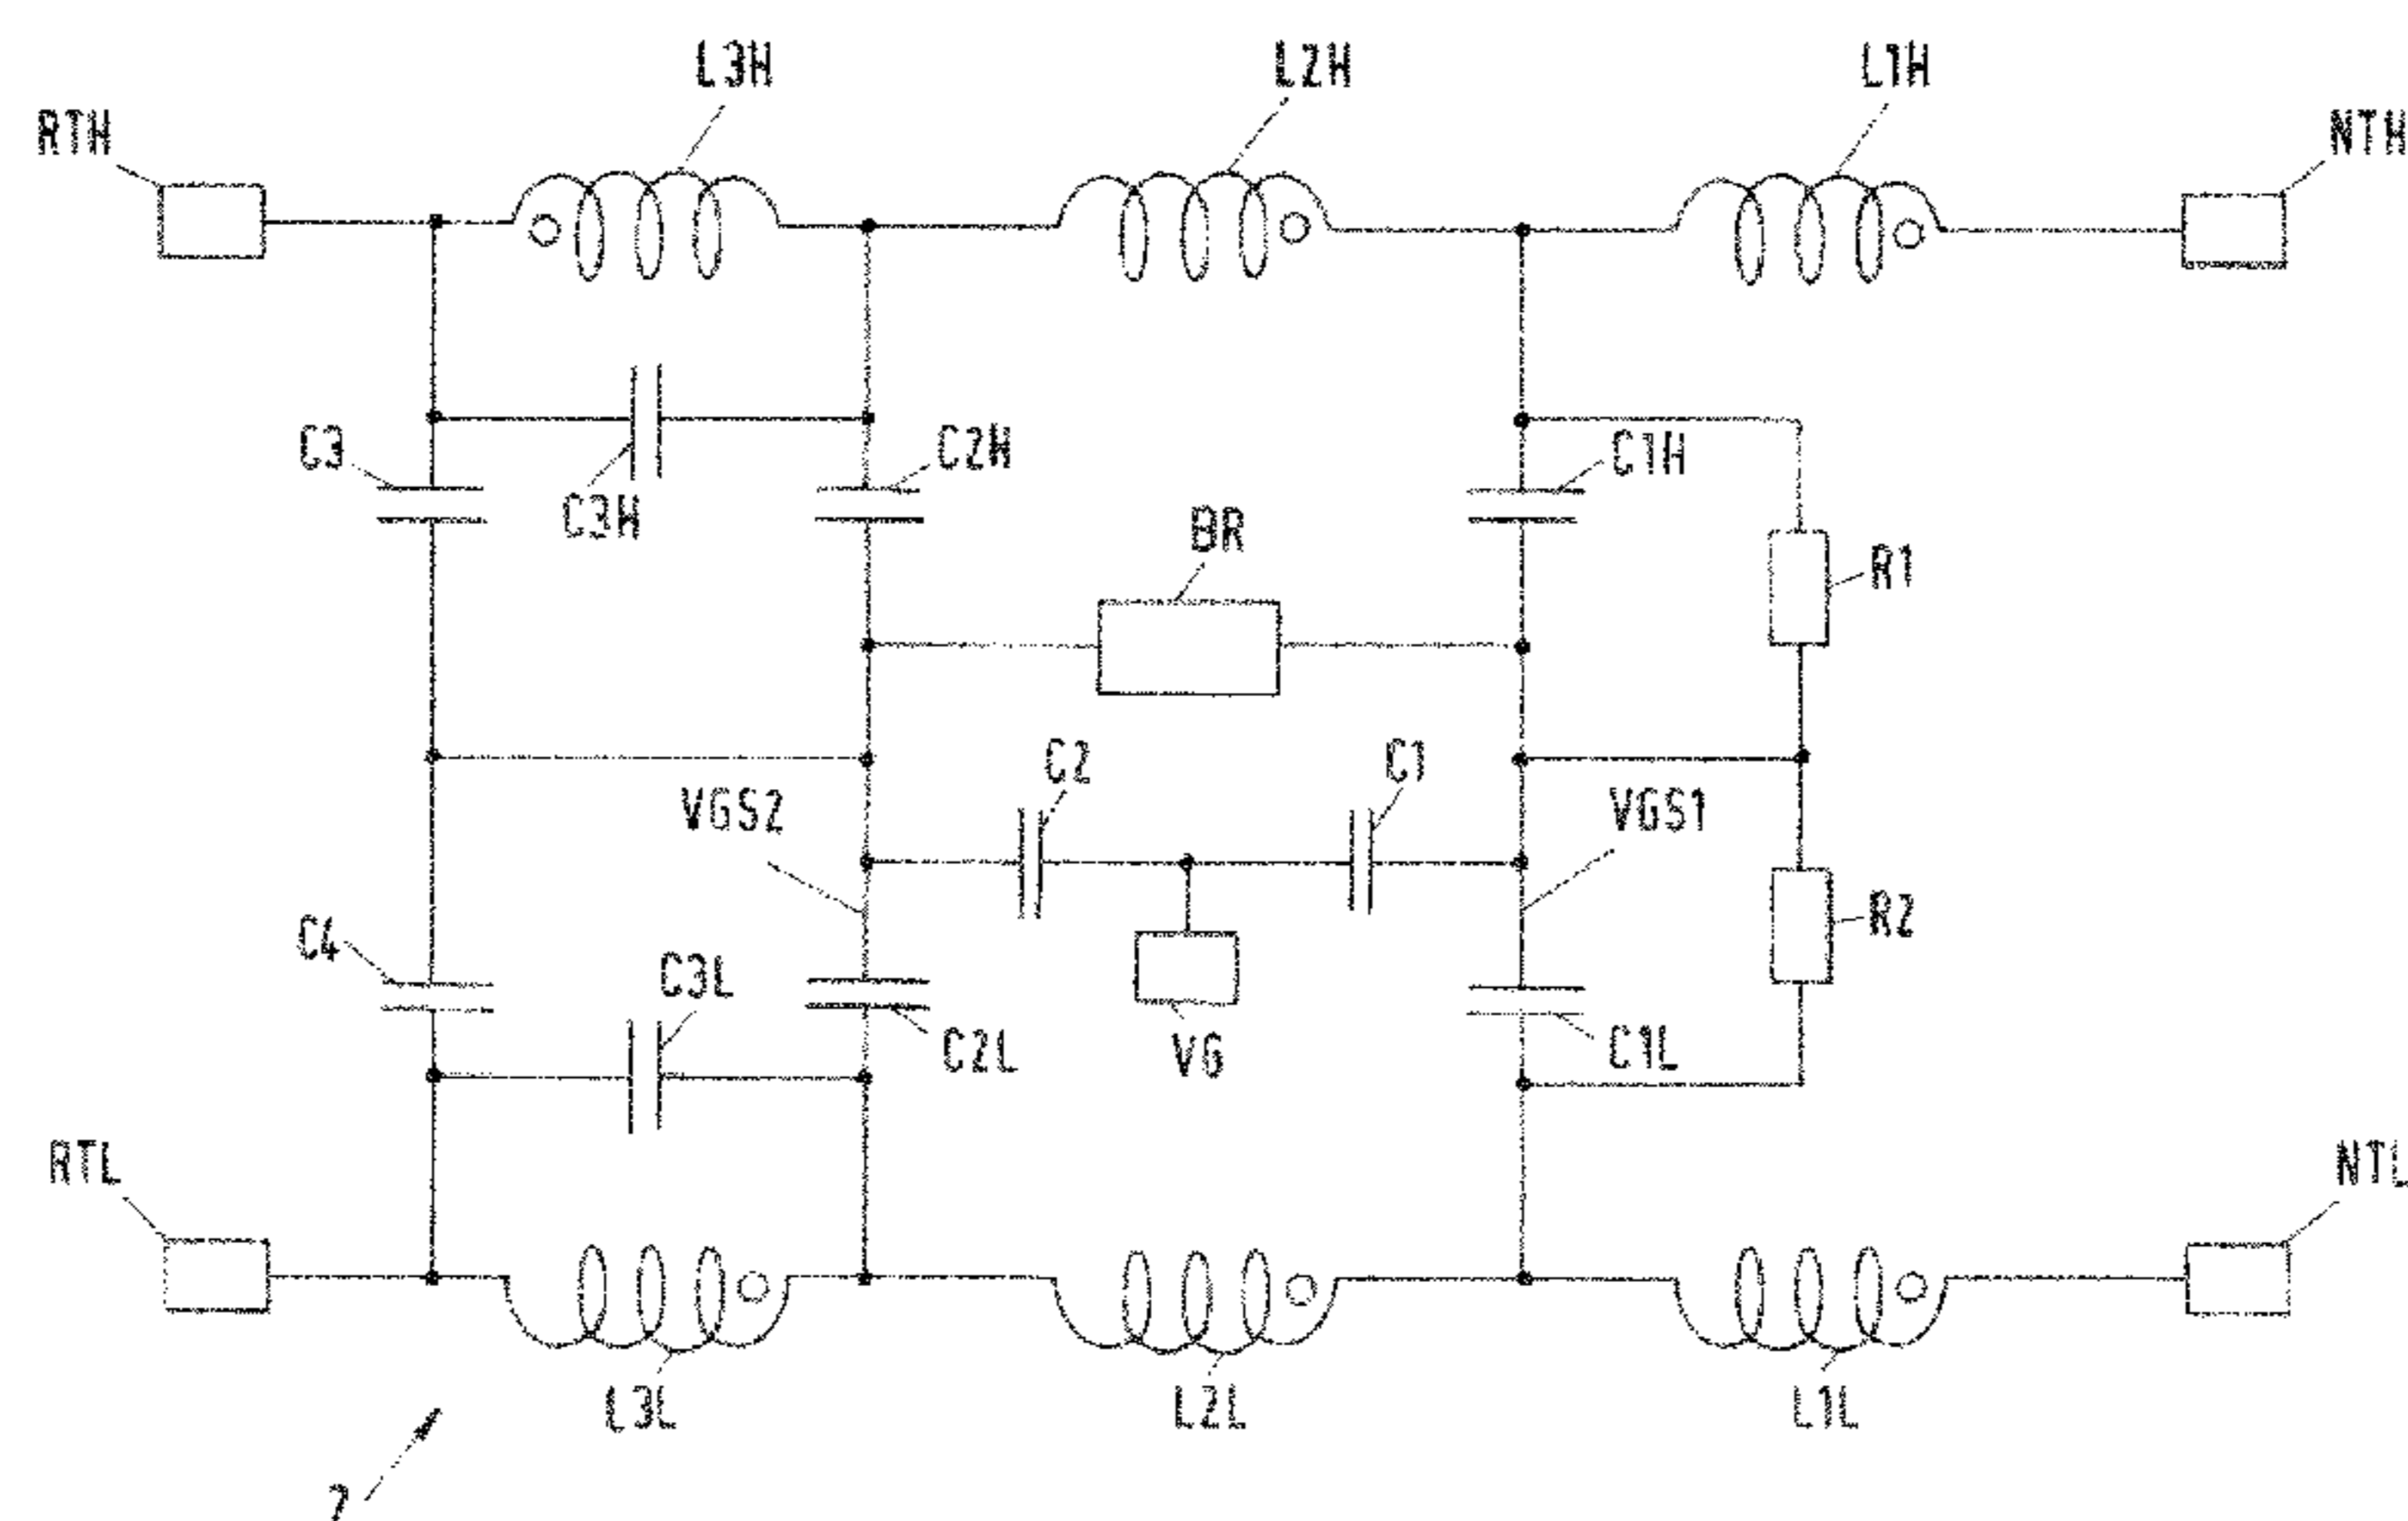 L3H
L2H
L1H
RTH
NTH
C3
C3H
C2H
C1H
BR
R1
C2
C1
VGS2
VGS1
C4
C3L
R2
C2L
VG
C1L
RTL
NTL
L3L
L2L
L1L